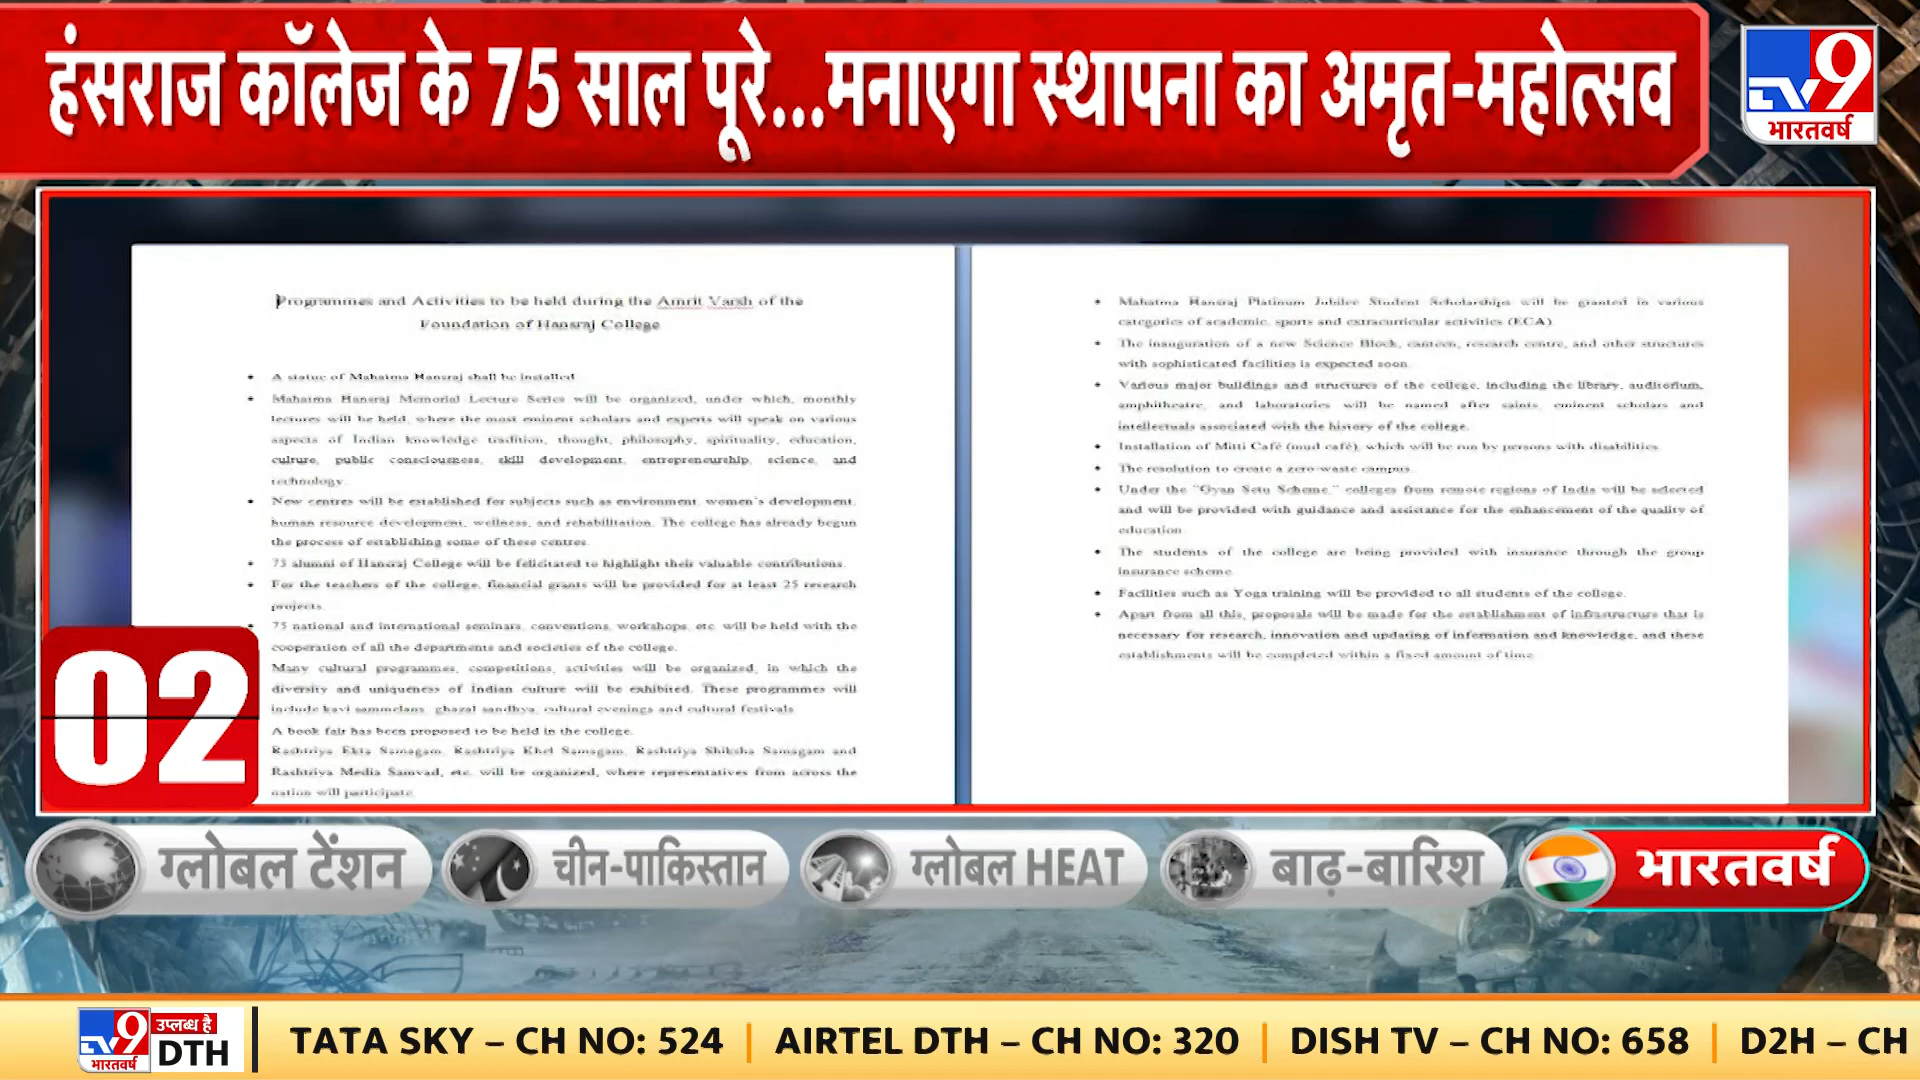 हंसराज कॉलेज के 75 साल पूरे...मनाएगा स्थापना का अमृत-महोत्सव
TV9
भारतवर्ष
Programmes and Activities to be held during the Amrit Varsh of the
Foundation of Hansraj College
• A statue of Mahatma Hansraj shall be installed
• Mahatma Hansraj Memorial Lecture Series will be organized, under which, monthly
lectures will be held, where the most eminent scholars and experts will speak on various
aspects of Indian knowledge tradition, thought, philosophy, spirituality, education,
culture, public consciousness, skill development, entrepreneurship, science, and
technology.
• New centres will be established for subjects such as environment, women's development,
human resource development, wellness, and rehabilitation. The college has already begun
the process of establishing some of these centres.
• 75 alumni of Hansraj College will be felicitated to highlight their valuable contributions.
• For the teachers of the college, financial grants will be provided for at least 25 research
projects.
75 national and international seminars, conventions, workshops, etc. will be held with the
cooperation of all the departments and societies of the college.
Many cultural programmes, competitions, activities will be organized, in which the
diversity and uniqueness of Indian culture will be exhibited. These programmes will
include kavi sammelans, ghazal sandhya, cultural evenings and cultural festivals.
A book fair has been proposed to be held in the college.
Rashtriya Ekta Samagam, Rashtriya Khel Samagam, Rashtriya Shiksha Samagam and
Rashtriya Media Samvad, etc. will be organized, where representatives from across the
nation will participate.
• Mahatma Hansraj Platinum Jubilee Student Scholarships will be granted in various
categories of academic, sports and extracurricular activities (ECA).
• The inauguration of a new Science Block, canteen, research centre, and other structures
with sophisticated facilities is expected soon.
• Various major buildings and structures of the college, including the library, auditorium,
amphitheatre, and laboratories will be named after saints, eminent scholars and
intellectuals associated with the history of the college.
• Installation of Mitti Café (mud café), which will be run by persons with disabilities.
• The resolution to create a zero-waste campus.
• Under the "Gyan Setu Scheme," colleges from remote regions of India will be selected
and will be provided with guidance and assistance for the enhancement of the quality of
education.
• The students of the college are being provided with insurance through the group
insurance scheme.
• Facilities such as Yoga training will be provided to all students of the college.
• Apart from all this, proposals will be made for the establishment of infrastructure that is
necessary for research, innovation and updating of information and knowledge, and these
establishments will be completed within a fixed amount of time.
02
ग्लोबल टेंशन
चीन-पाकिस्तान
ग्लोबल HEAT
बाढ़-बारिश
भारतवर्ष
TV9 भारतवर्ष उपलब्ध है DTH
TATA SKY – CH NO: 524 | AIRTEL DTH – CH NO: 320 | DISH TV – CH NO: 658 | D2H – CH